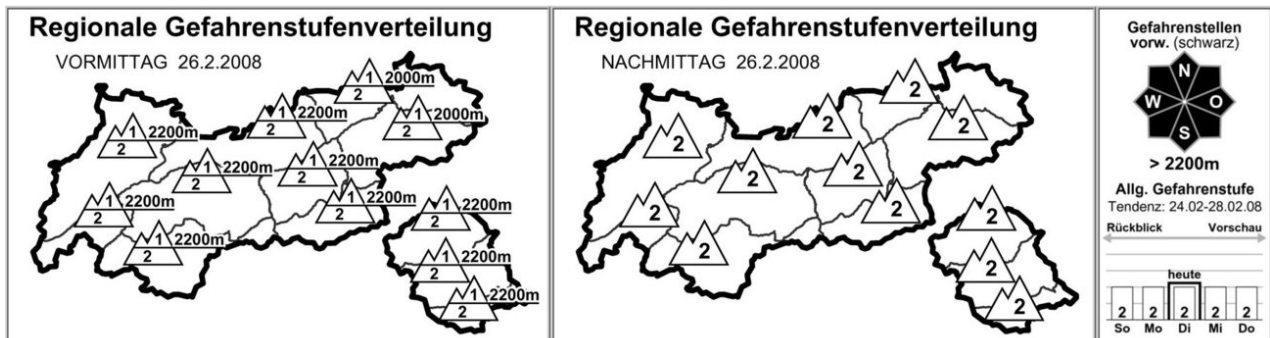 Regionale Gefahrenstufenverteilung
VORMITTAG 26.2.2008
1 2000m
2
1 2000m
2
1 2200m
2
1 2200m
2
1 2200m
2
1 2200m
2
1 2200m
2
1 2200m
2
1 2200m
2
1 2200m
2
1 2200m
2
1 2200m
2
Regionale Gefahrenstufenverteilung
NACHMITTAG 26.2.2008
2
2
2
2
2
2
2
2
2
2
2
2
Gefahrenstellen
vorw. (schwarz)
N
W O
S
> 2200m
Allg. Gefahrenstufe
Tendenz: 24.02-28.02.08
Rückblick Vorschau
heute
2 2 2 2 2
So Mo Di Mi Do